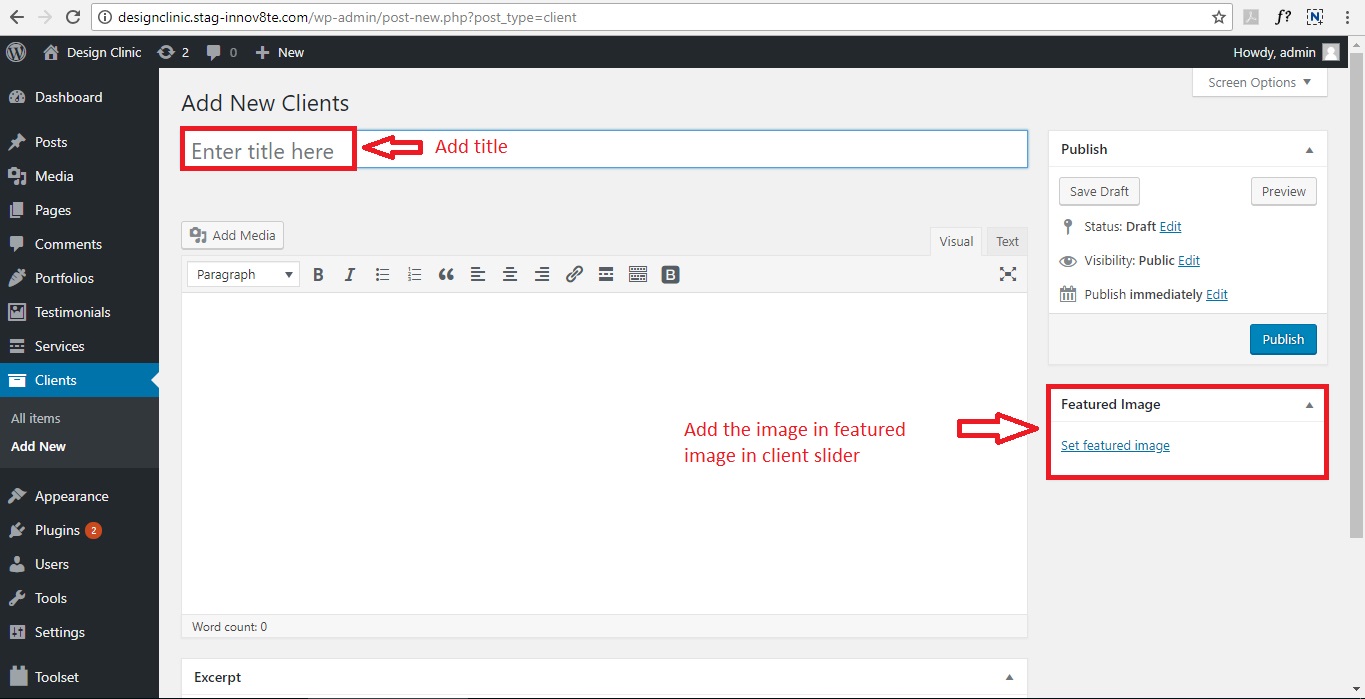 designclinic.stag-innov8te.com/wp-admin/post-new.php?post_type=client
f?
N
Design Clinic
2
0
New
Howdy, admin
Screen Options
Dashboard
Posts
Media
Pages
Comments
Portfolios
Testimonials
Services
Clients
All items
Add New
Appearance
Plugins 2
Users
Tools
Settings
Toolset
Add New Clients
Enter title here
Add title
Add Media
Visual
Text
Paragraph
B
I
B
Add the image in featured
image in client slider
Word count: 0
Excerpt
Publish
Save Draft
Preview
Status: Draft Edit
Visibility: Public Edit
Publish immediately Edit
Publish
Featured Image
Set featured image